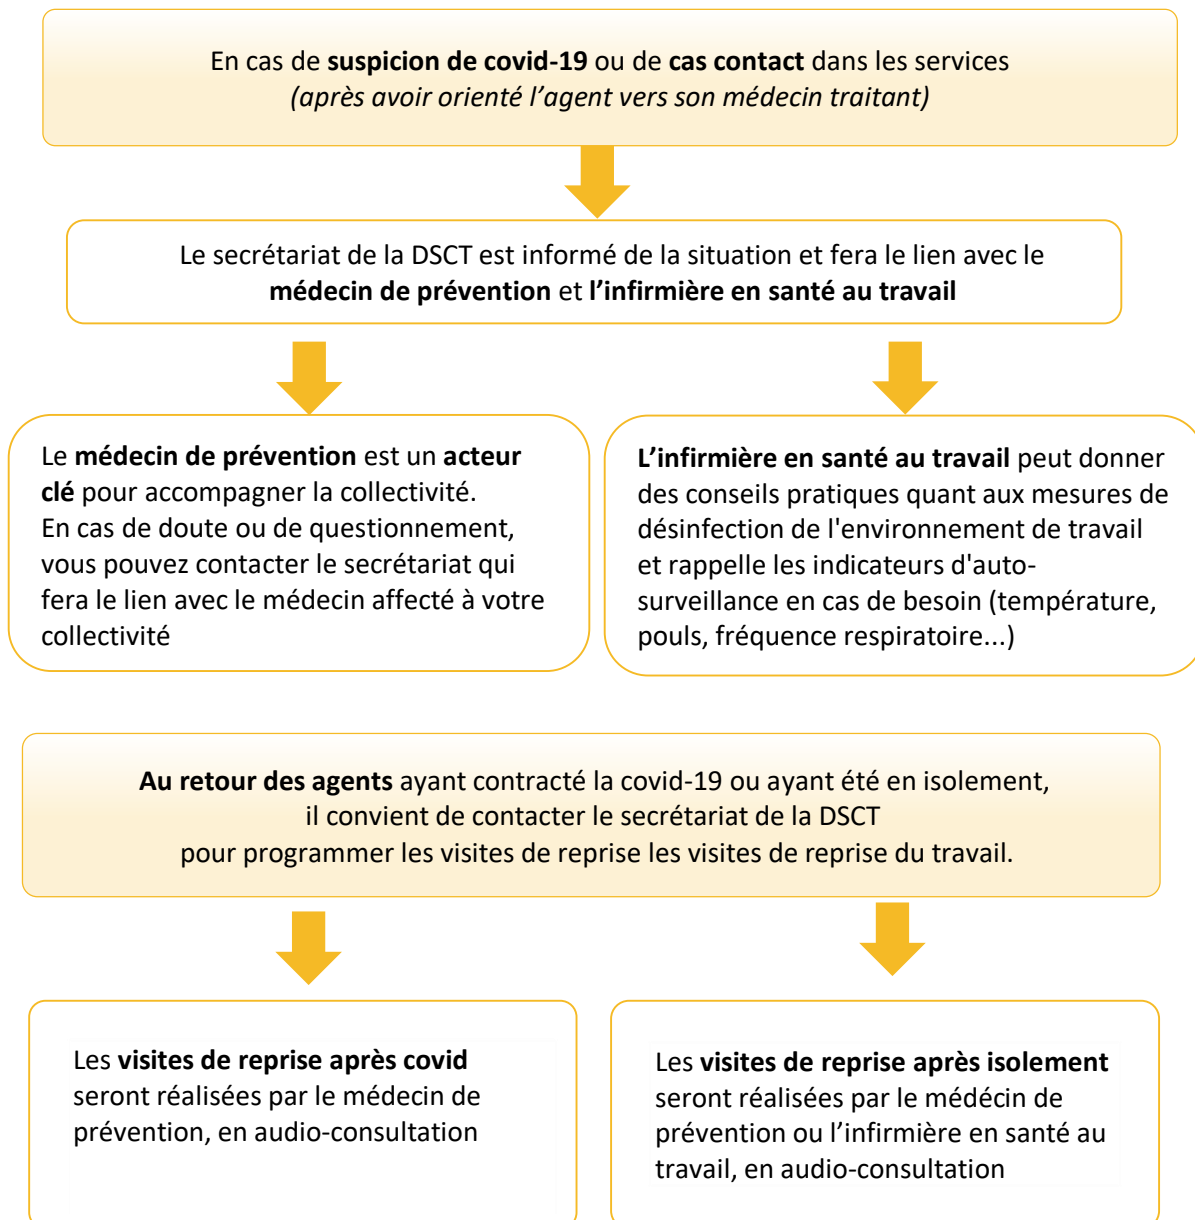 En cas de suspicion de covid-19 ou de cas contact dans les services
(après avoir orienté l’agent vers son médecin traitant)
Le secrétariat de la DSCT est informé de la situation et fera le lien avec le
médecin de prévention et l’infirmière en santé au travail
Le médecin de prévention est un acteur
clé pour accompagner la collectivité.
En cas de doute ou de questionnement,
vous pouvez contacter le secrétariat qui
fera le lien avec le médecin affecté à votre
collectivité
L’infirmière en santé au travail peut donner
des conseils pratiques quant aux mesures de
désinfection de l'environnement de travail
et rappelle les indicateurs d'auto-
surveillance en cas de besoin (température,
pouls, fréquence respiratoire...)
Au retour des agents ayant contracté la covid-19 ou ayant été en isolement,
il convient de contacter le secrétariat de la DSCT
pour programmer les visites de reprise les visites de reprise du travail.
Les visites de reprise après covid
seront réalisées par le médecin de
prévention, en audio-consultation
Les visites de reprise après isolement
seront réalisées par le médécin de
prévention ou l’infirmière en santé au
travail, en audio-consultation